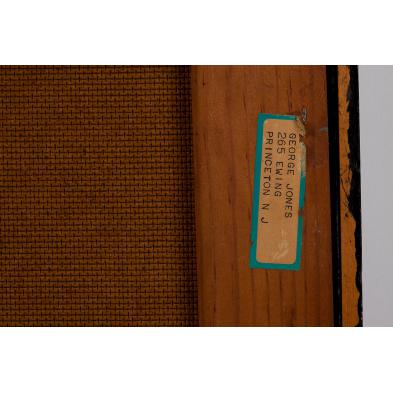 GEORGE JONES
265 EWING
PRINCETON N J